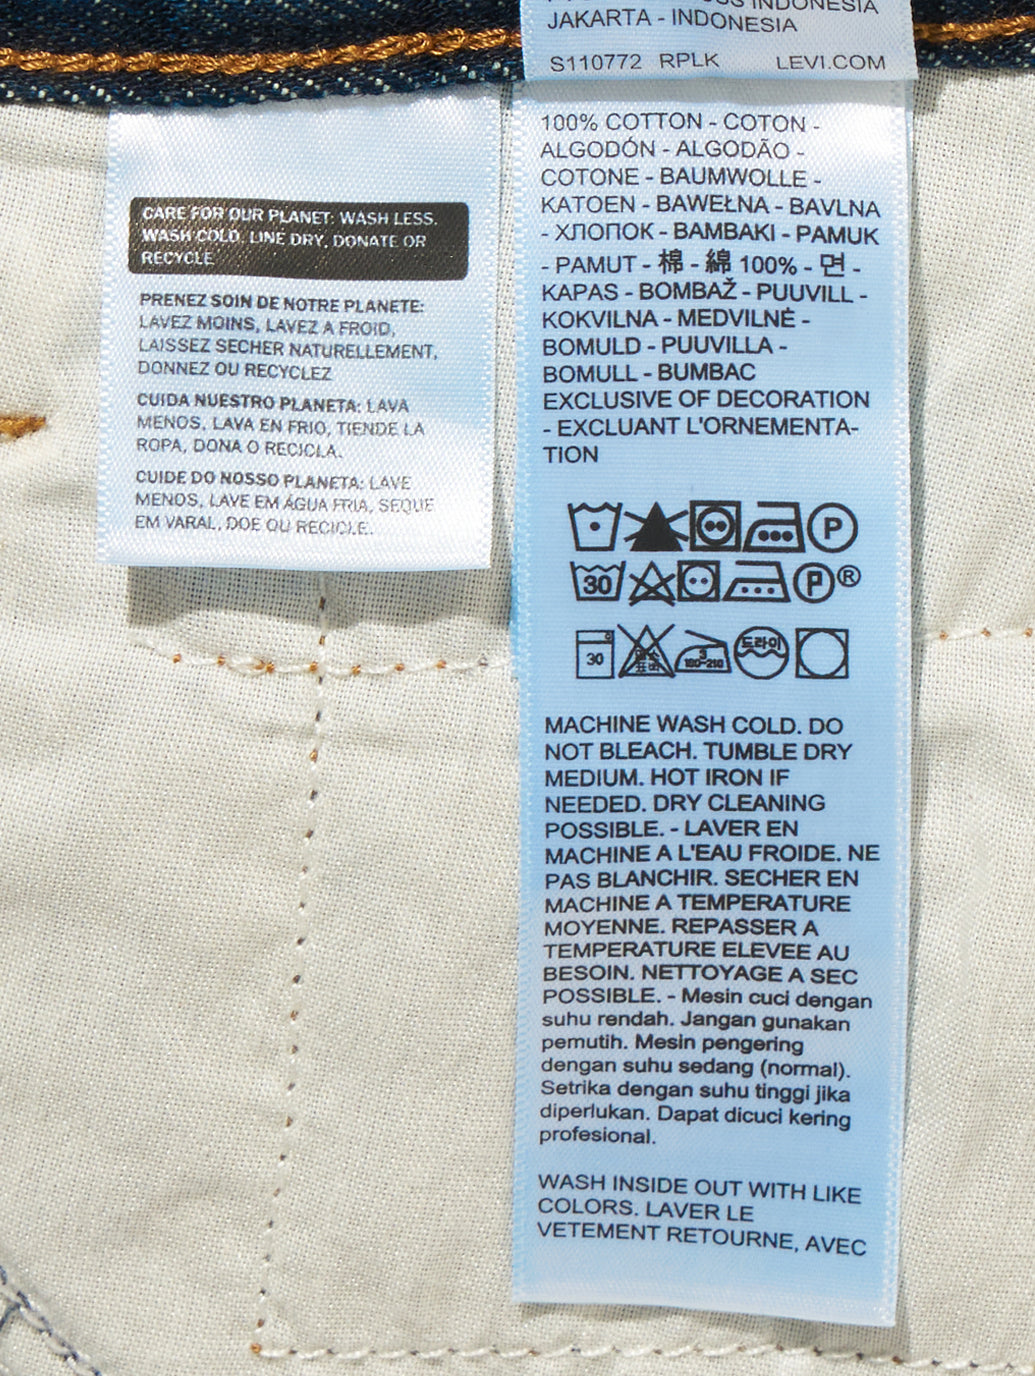 CARE FOR OUR PLANET: WASH LESS.
WASH COLD. LINE DRY, DONATE OR
RECYCLE
PRENEZ SOIN DE NOTRE PLANETE:
LAVEZ MOINS, LAVEZ A FROID,
LAISSEZ SECHER NATURELLEMENT,
DONNEZ OU RECYCLEZ
CUIDA NUESTRO PLANETA: LAVA
MENOS, LAVA EN FRIO, TIENDE LA
ROPA, DONA O RECICLA.
CUIDE DO NOSSO PLANETA: LAVE
MENOS, LAVE EM ÁGUA FRIA, SEQUE
EM VARAL, DOE OU RECICLE.
INDONESIA
JAKARTA - INDONESIA
S110772 RPLK LEVI.COM
100% COTTON - COTON -
ALGODÓN - ALGODÃO -
COTONE - BAUMWOLLE -
KATOEN - BAWEŁNA - BAVLNA
- ХЛОПОК - BAMBAKI - PAMUK
- PAMUT - 棉 - 綿 100% - 면 -
KAPAS - BOMBAŽ - PUUVILL -
KOKVILNA - MEDVILNĖ -
BOMULD - PUUVILLA -
BOMULL - BUMBAC
EXCLUSIVE OF DECORATION
- EXCLUANT L'ORNEMENTA-
TION
P
30 P ®
30 3 180-210 드라이
MACHINE WASH COLD. DO
NOT BLEACH. TUMBLE DRY
MEDIUM. HOT IRON IF
NEEDED. DRY CLEANING
POSSIBLE. - LAVER EN
MACHINE A L'EAU FROIDE. NE
PAS BLANCHIR. SECHER EN
MACHINE A TEMPERATURE
MOYENNE. REPASSER A
TEMPERATURE ELEVEE AU
BESOIN. NETTOYAGE A SEC
POSSIBLE. - Mesin cuci dengan
suhu rendah. Jangan gunakan
pemutih. Mesin pengering
dengan suhu sedang (normal).
Setrika dengan suhu tinggi jika
diperlukan. Dapat dicuci kering
profesional.
WASH INSIDE OUT WITH LIKE
COLORS. LAVER LE
VETEMENT RETOURNE, AVEC